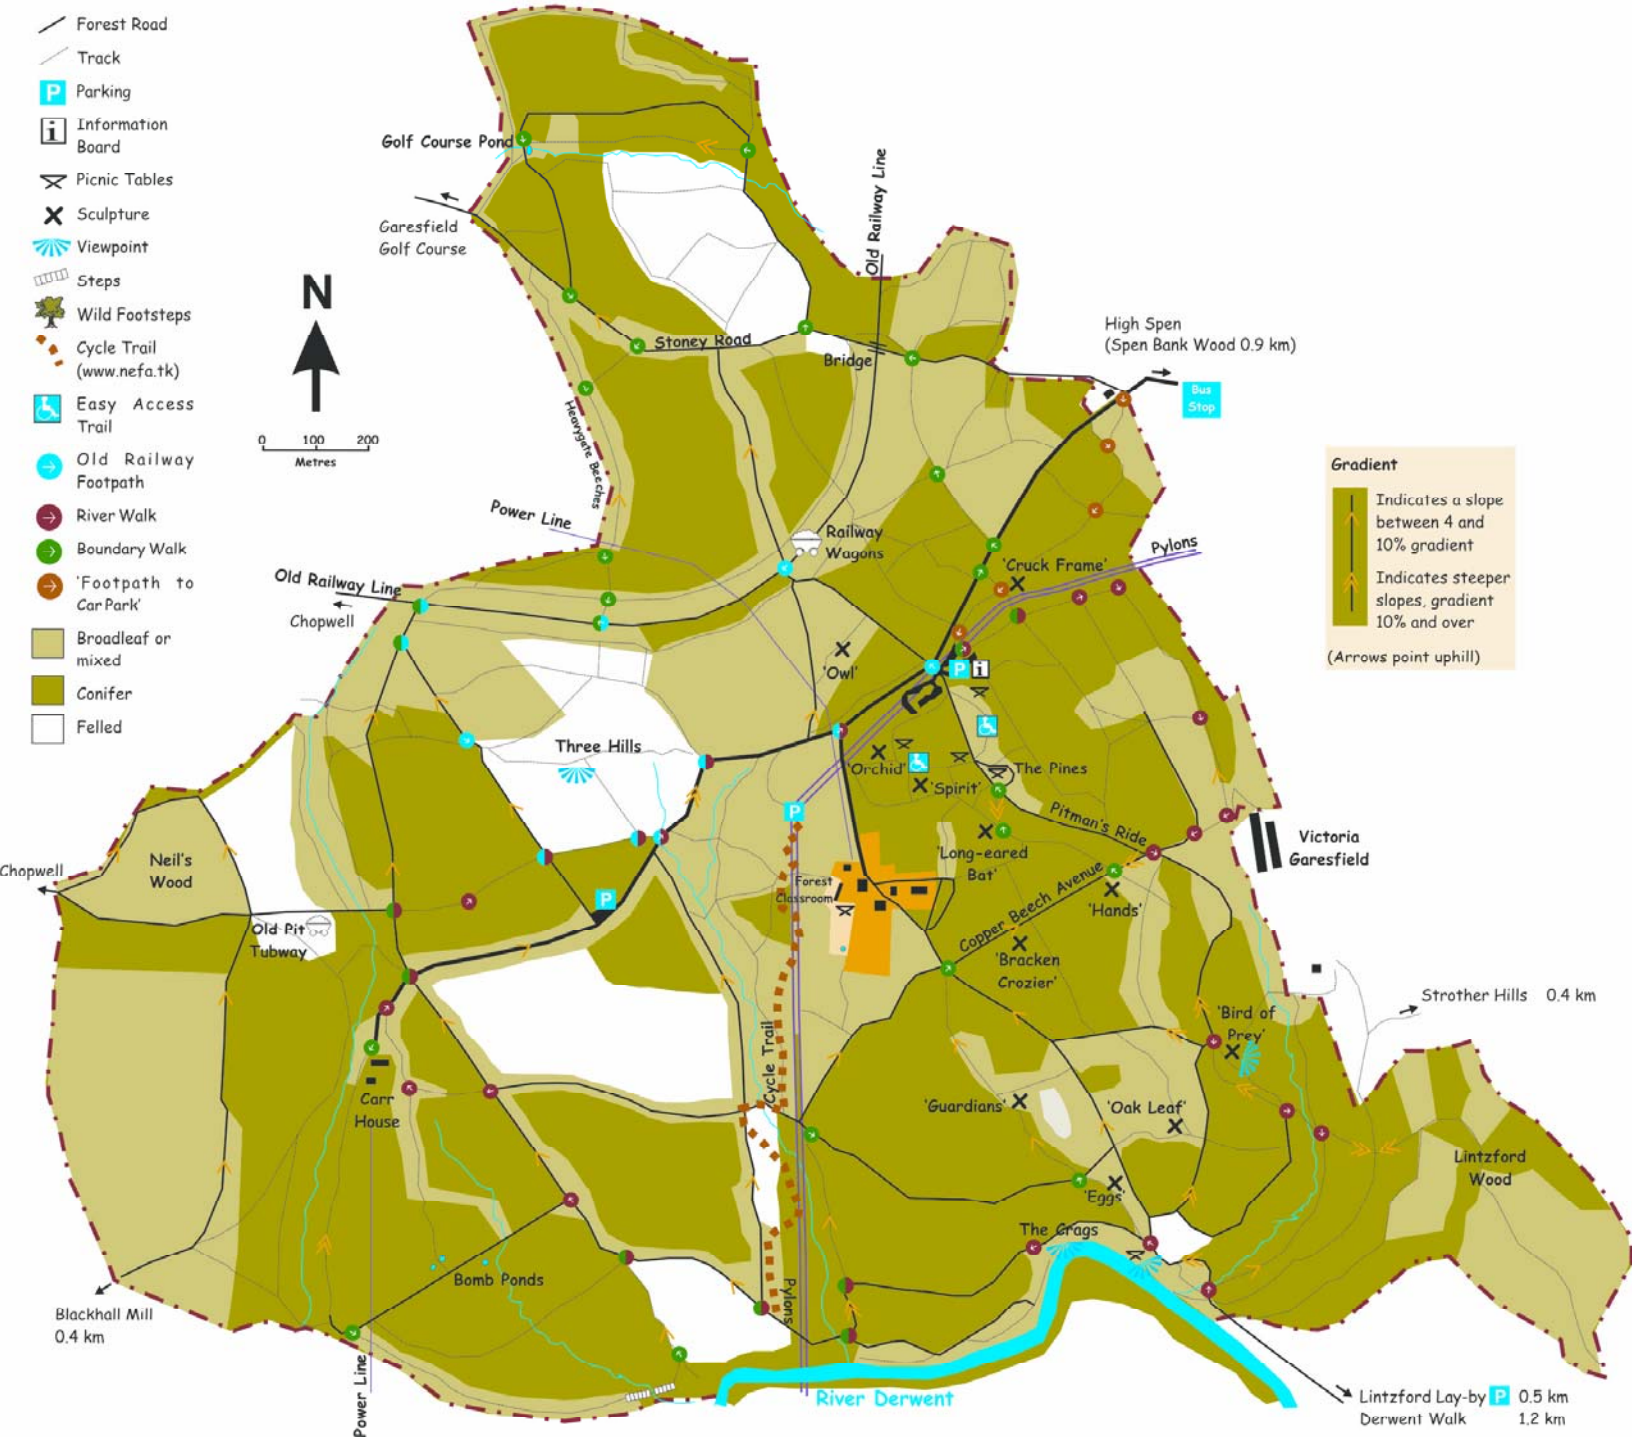 Forest Road
Track
P Parking
i Information
Board
Picnic Tables
Sculpture
Viewpoint
Steps
Wild Footsteps
Cycle Trail
(www.nefa.tk)
Easy Access
Trail
Old Railway
Footpath
River Walk
Boundary Walk
'Footpath to
Car Park'
Broadleaf or
mixed
Conifer
Felled
N
0 100 200
Metres
Golf Course Pond
Garesfield
Golf Course
Old Railway Line
Stoney Road
Bridge
High Spen
(Spen Bank Wood 0.9 km)
Bus
Stop
Heavygate Beeches
Power Line
Railway
Wagons
Pylons
'Cruck Frame'
Old Railway Line
Chopwell
'Owl'
P i
Three Hills
'Orchid'
'Spirit'
The Pines
P
Pitman's Ride
'Long-eared
Bat'
Victoria
Garesfield
Chopwell
Neil's
Wood
P
Forest
Classroom
Copper Beech Avenue
'Hands'
Old Pit
Tubway
'Bracken
Crozier'
Strother Hills 0.4 km
'Bird of
Prey'
Cycle Trail
Carr
House
'Guardians'
'Oak Leaf'
Lintzford
Wood
'Eggs'
The Crags
Bomb Ponds
Pylons
Blackhall Mill
0.4 km
Power Line
River Derwent
Lintzford Lay-by P 0.5 km
Derwent Walk 1.2 km
Gradient
Indicates a slope
between 4 and
10% gradient
Indicates steeper
slopes, gradient
10% and over
(Arrows point uphill)